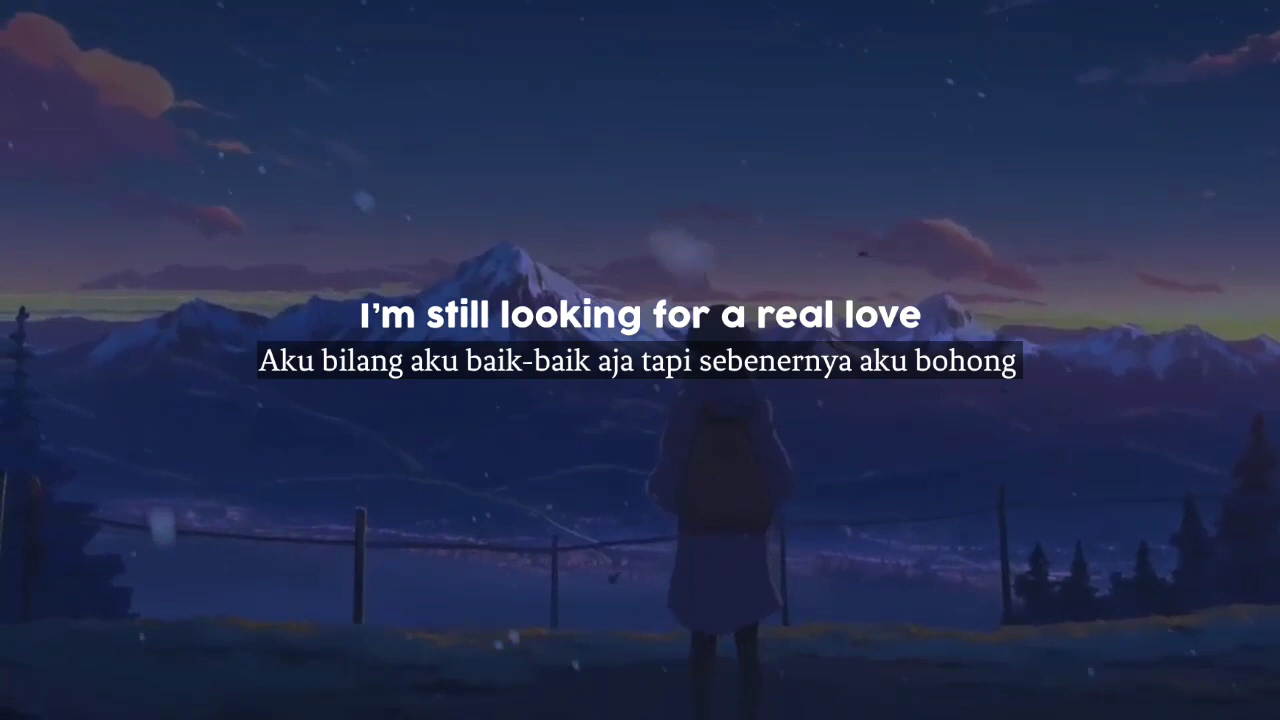 I'm still looking for a real love
Aku bilang aku baik-baik aja tapi sebenernya aku bohong